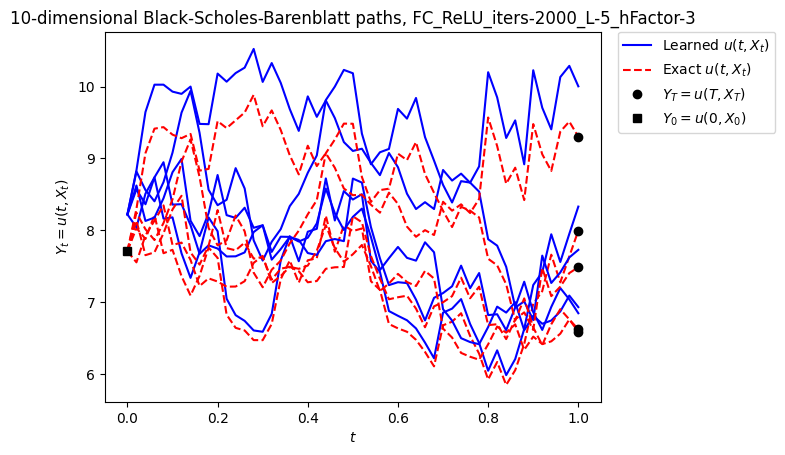 10-dimensional Black-Scholes-Barenblatt paths, FC_ReLU_iters-2000_L-5_hFactor-3
Learned u(t, X_t)
Exact u(t, X_t)
Y_T = u(T, X_T)
Y_0 = u(0, X_0)
Y_t = u(t, X_t)
10
9
8
7
6
0.0 0.2 0.4 0.6 0.8 1.0
t